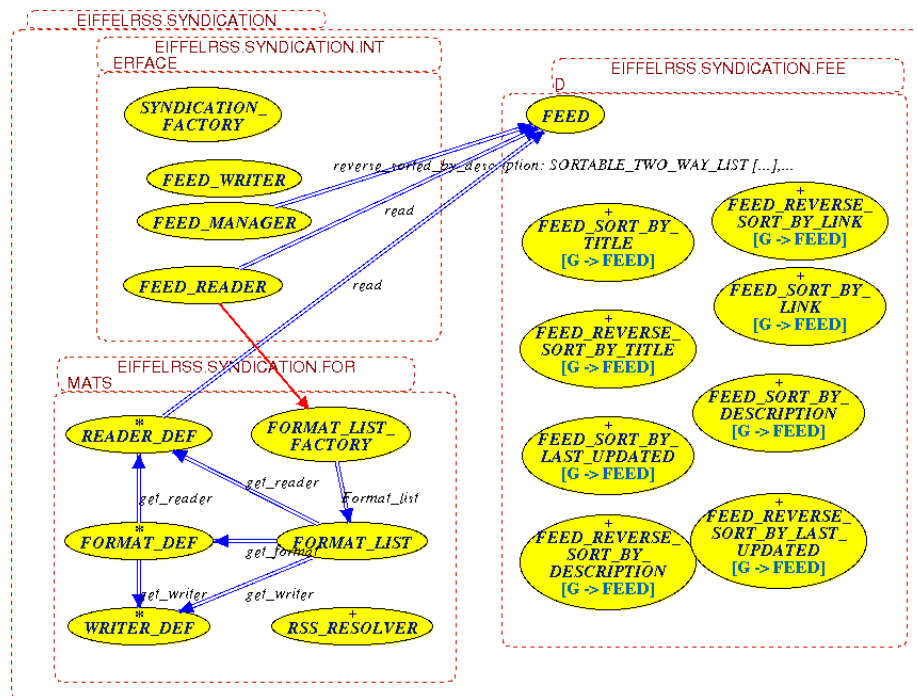 EIFFELRSS.SYNDICATION
EIFFELRSS.SYNDICATION.INT
ERFACE
SYNDICATION_
FACTORY
FEED_WRITER
FEED_MANAGER
FEED_READER
EIFFELRSS.SYNDICATION.FEE
D
FEED
reverse_sorted_by_description: SORTABLE_TWO_WAY_LIST [...],...
read
read
+
FEED_SORT_BY_
TITLE
[G -> FEED]
+
FEED_REVERSE_
SORT_BY_LINK
[G -> FEED]
+
FEED_SORT_BY_
LINK
[G -> FEED]
+
FEED_REVERSE_
SORT_BY_TITLE
[G -> FEED]
+
FEED_SORT_BY_
DESCRIPTION
[G -> FEED]
+
FEED_SORT_BY_
LAST_UPDATED
[G -> FEED]
+
FEED_REVERSE_
SORT_BY_LAST_
UPDATED
[G -> FEED]
+
FEED_REVERSE_
SORT_BY_
DESCRIPTION
[G -> FEED]
EIFFELRSS.SYNDICATION.FOR
MATS
*
READER_DEF
FORMAT_LIST_
FACTORY
get_reader
get_reader
Format_list
*
FORMAT_DEF
FORMAT_LIST
get_format
get_writer
get_writer
*
WRITER_DEF
+
RSS_RESOLVER